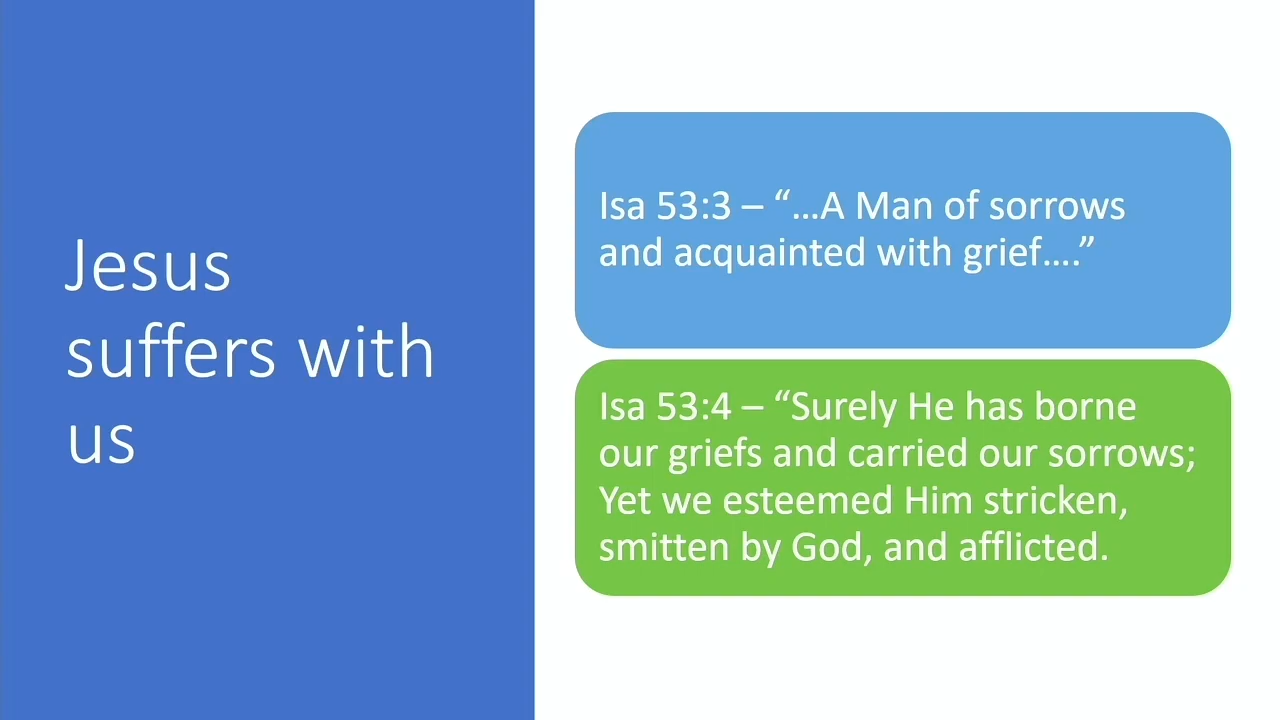 Jesus
suffers with
us
Isa 53:3 – “…A Man of sorrows
and acquainted with grief….”
Isa 53:4 – “Surely He has borne
our griefs and carried our sorrows;
Yet we esteemed Him stricken,
smitten by God, and afflicted.